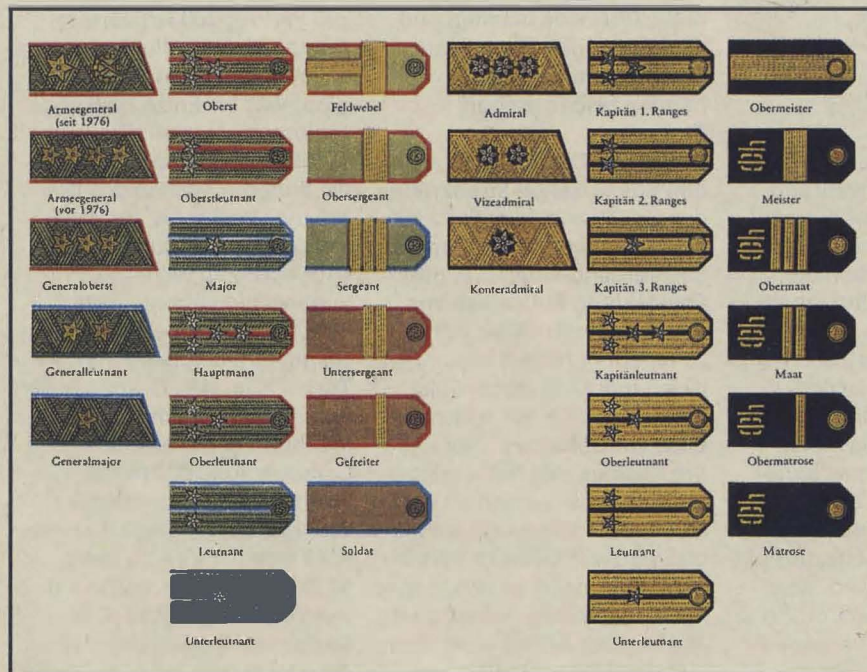 Armeegeneral
(seit 1976)
Oberst
Feldwebel
Admiral
Kapitän 1. Ranges
Obermeister
Armeegeneral
(vor 1976)
Oberstleutnant
Obersergeant
Vizeadmiral
Kapitän 2. Ranges
Meister
Generaloberst
Major
Sergeant
Konteradmiral
Kapitän 3. Ranges
Obermaat
Generalleutnant
Hauptmann
Untersergeant
Kapitänleutnant
Maat
Generalmajor
Oberleutnant
Gefreiter
Oberleutnant
Obermatrose
Leutnant
Soldat
Leutnant
Matrose
Unterleutnant
Unterleutnant